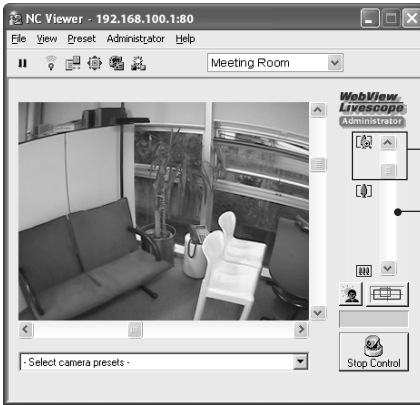 NC Viewer - 192.168.100.1:80
File View Preset Administrator Help
Meeting Room
WebView
Livescope
Administrator
- Select camera presets -
Stop Control